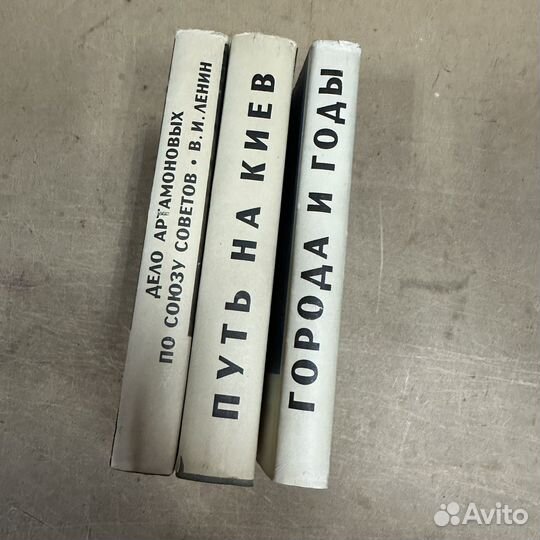 ДЕЛО АРТАМОНОВЫХ
ПО СОЮЗУ СОВЕТОВ • В. И. ЛЕНИН
ПУТЬ НА КИЕВ
ГОРОДА И ГОДЫ
Avito